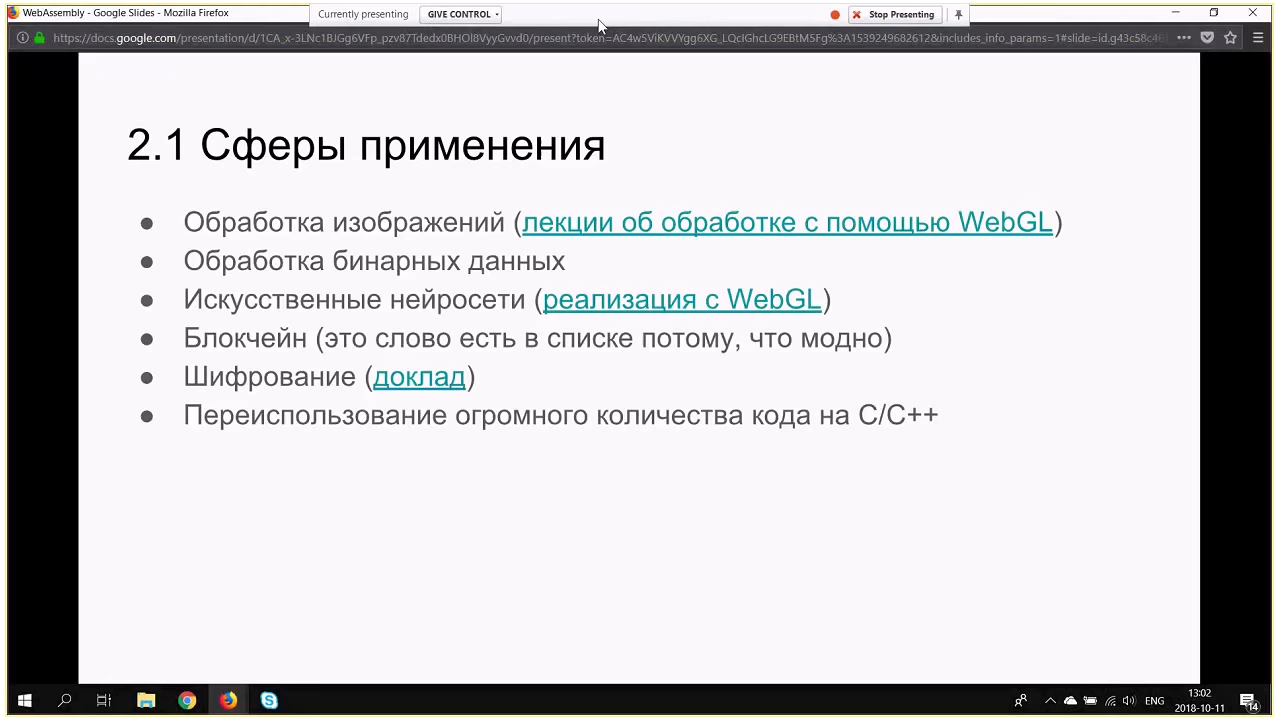 WebAssembly - Google Slides - Mozilla Firefox
Currently presenting GIVE CONTROL Stop Presenting
2.1 Сферы применения
● Обработка изображений (лекции об обработке с помощью WebGL)
● Обработка бинарных данных
● Искусственные нейросети (реализация с WebGL)
● Блокчейн (это слово есть в списке потому, что модно)
● Шифрование (доклад)
● Переиспользование огромного количества кода на C/C++
ENG
13:02
2018-10-11
14